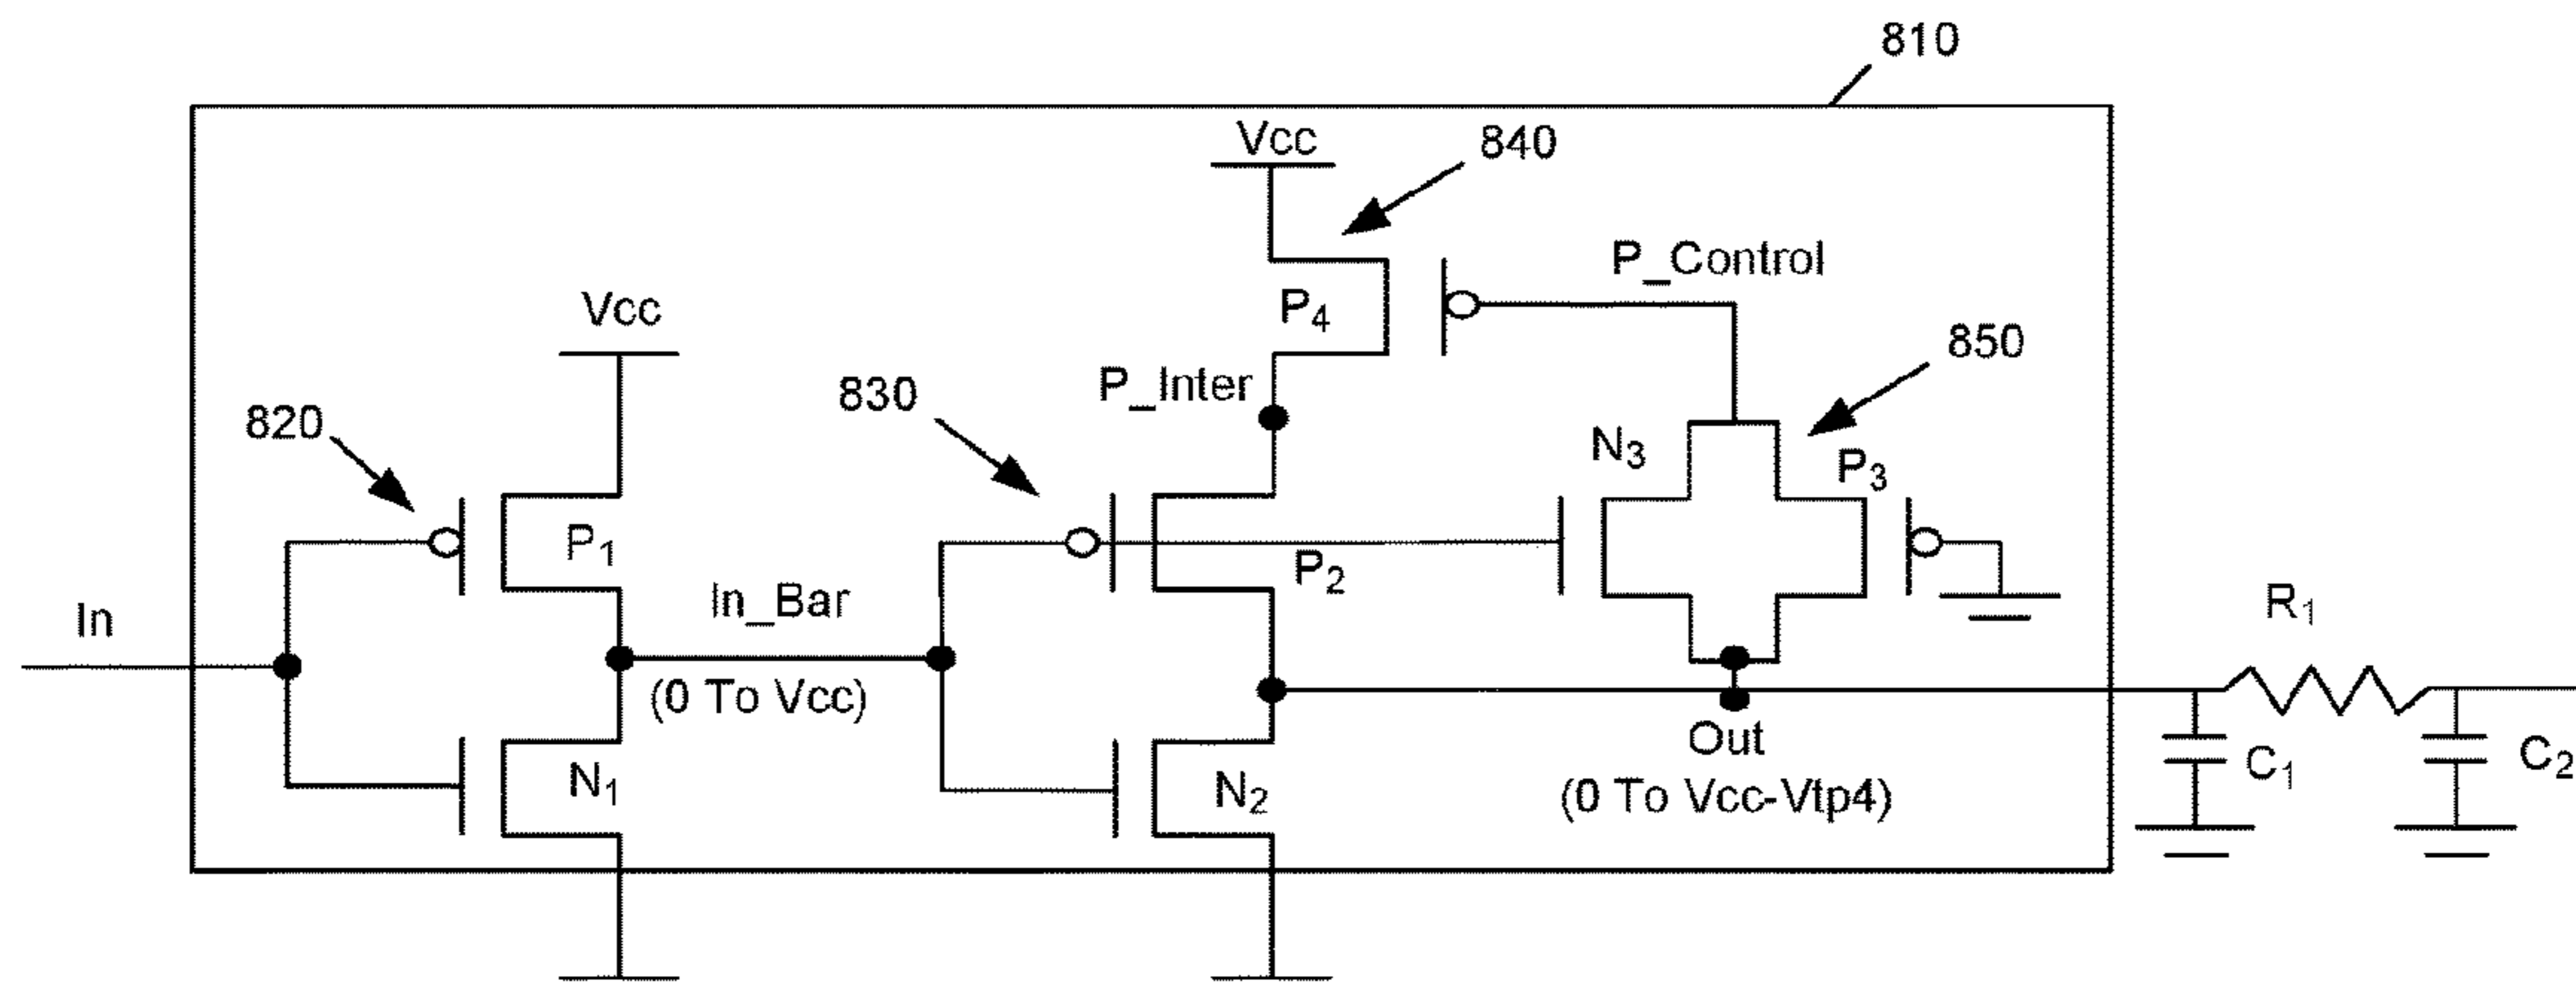 810
Vcc
840
P_Control
Vcc
P4
850
P_Inter
830
820
N3
P3
P1
P2
In_Bar
In
R1
(0 To Vcc)
Out
N1
N2
C1
C2
(0 To Vcc-Vtp4)